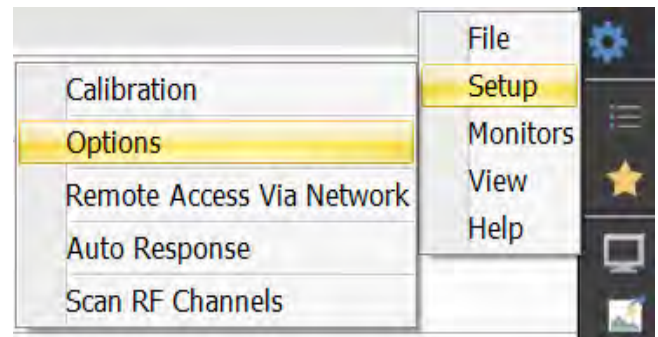 File
Setup
Monitors
View
Help
Calibration
Options
Remote Access Via Network
Auto Response
Scan RF Channels